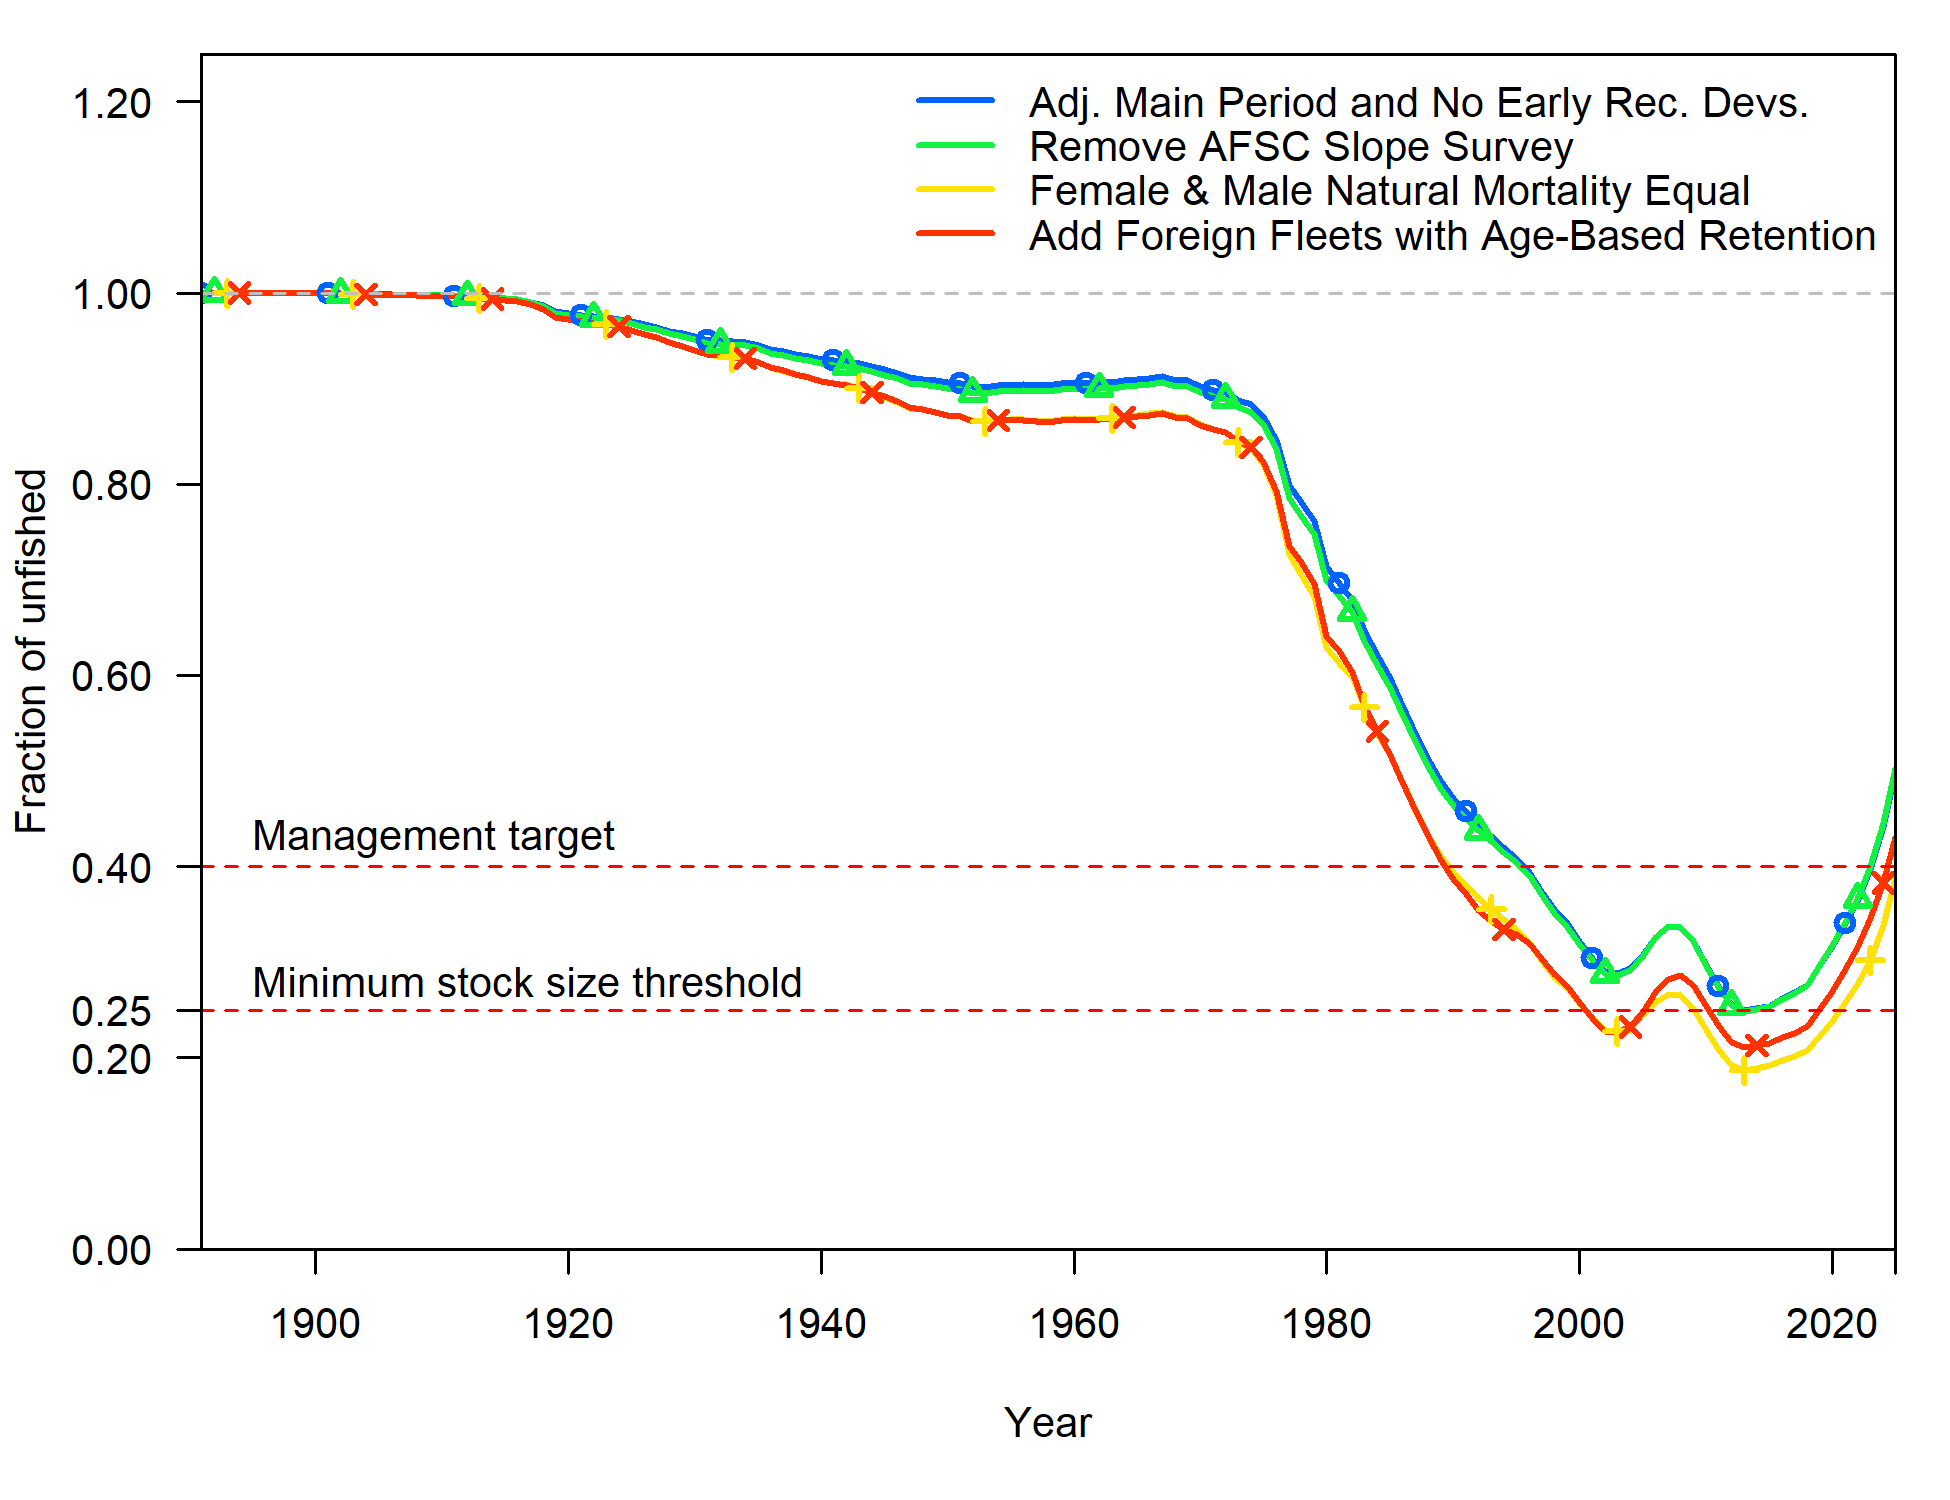 Adj. Main Period and No Early Rec. Devs.
Remove AFSC Slope Survey
Female & Male Natural Mortality Equal
Add Foreign Fleets with Age-Based Retention
1.20
1.00
0.80
0.60
0.40
0.25
0.20
0.00
Fraction of unfished
Management target
Minimum stock size threshold
1900 1920 1940 1960 1980 2000 2020
Year